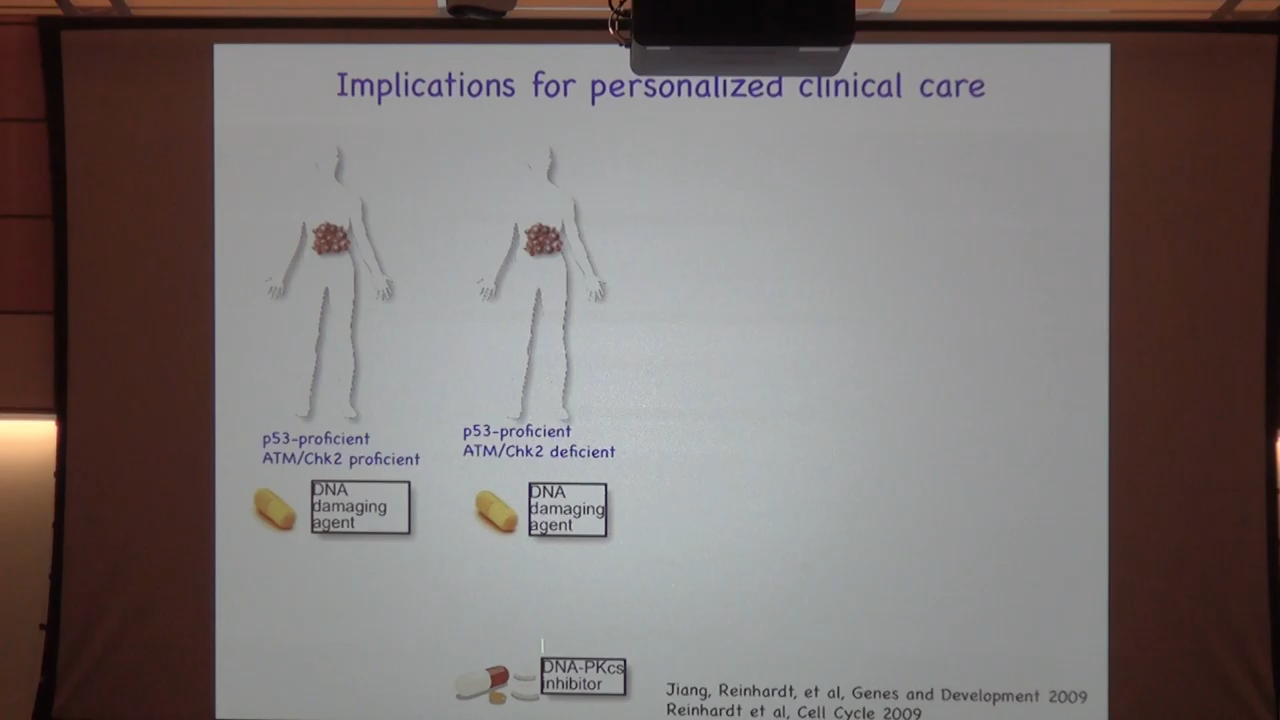 Implications for personalized clinical care
p53-proficient
ATM/Chk2 proficient
p53-proficient
ATM/Chk2 deficient
DNA
damaging
agent
DNA
damaging
agent
DNA-PKcs
inhibitor
Jiang, Reinhardt, et al, Genes and Development 2009
Reinhardt et al, Cell Cycle 2009